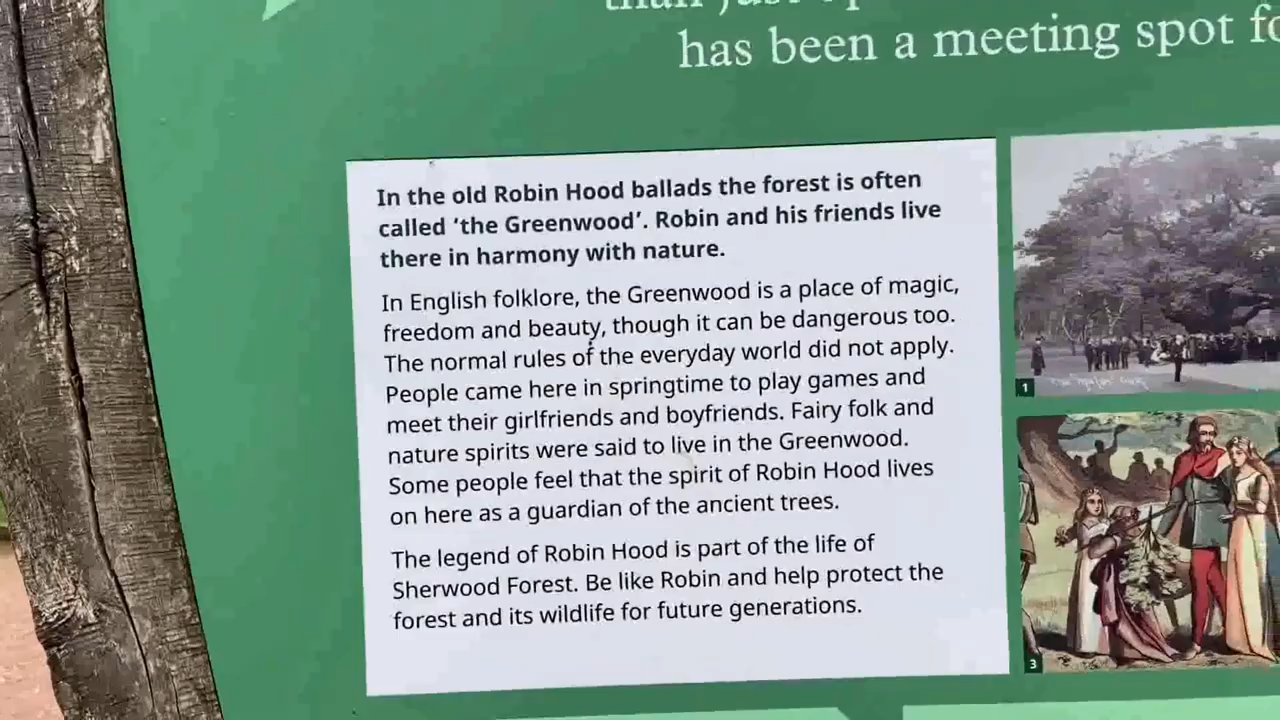 has been a meeting spot
In the old Robin Hood ballads the forest is often
called ‘the Greenwood’. Robin and his friends live
there in harmony with nature.
In English folklore, the Greenwood is a place of magic,
freedom and beauty, though it can be dangerous too.
The normal rules of the everyday world did not apply.
People came here in springtime to play games and
meet their girlfriends and boyfriends. Fairy folk and
nature spirits were said to live in the Greenwood.
Some people feel that the spirit of Robin Hood lives
on here as a guardian of the ancient trees.
The legend of Robin Hood is part of the life of
Sherwood Forest. Be like Robin and help protect the
forest and its wildlife for future generations.
1
3